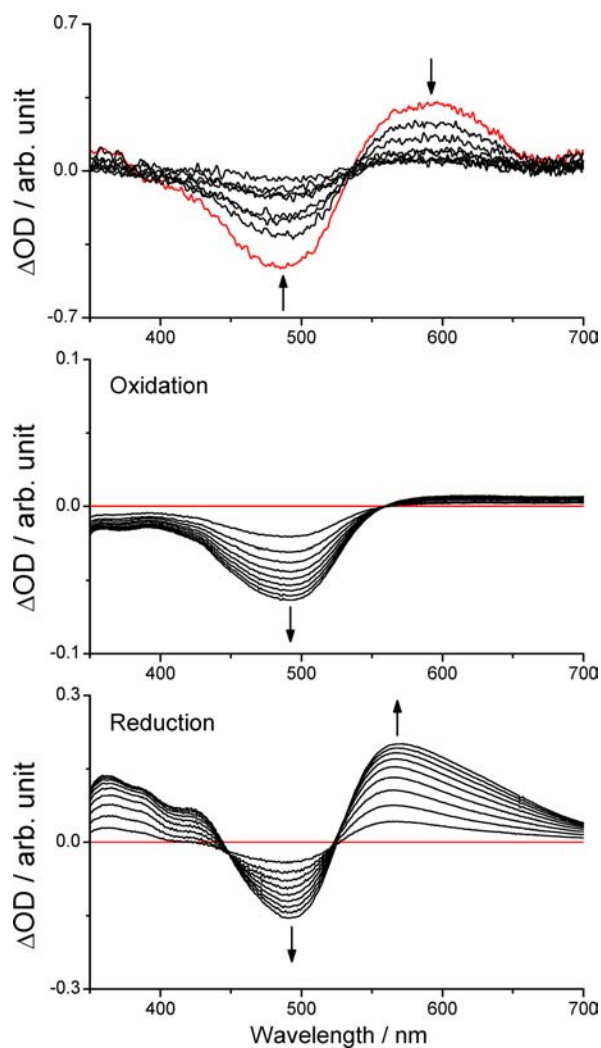 0.7
0.0
-0.7
ΔOD / arb. unit
400 500 600 700
0.1
Oxidation
0.0
-0.1
ΔOD / arb. unit
400 500 600 700
0.3
Reduction
0.0
-0.3
ΔOD / arb. unit
400 500 600 700
Wavelength / nm